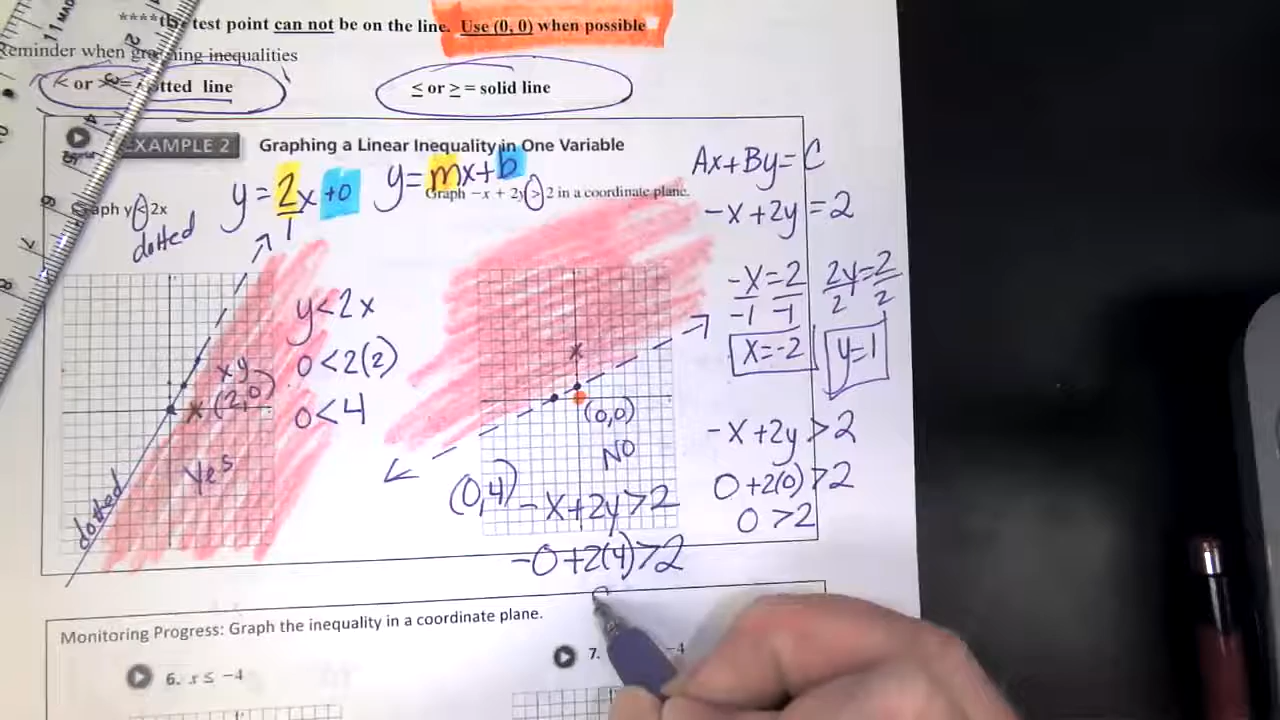 ****the test point can not be on the line. Use (0, 0) when possible
Reminder when graphing inequalities
< or > = dotted line
≤ or ≥ = solid line
EXAMPLE 2 Graphing a Linear Inequality in One Variable
Graph y < 2x
dotted
y = 2x +0
1
y = mx + b
Graph −x + 2y > 2 in a coordinate plane.
Ax + By = C
-x + 2y = 2
-x = 2
-1 -1
x = -2
2y = 2
2 2
y = 1
y < 2x
0 < 2(2)
0 < 4
x y
x (2,0)
Yes
dotted
x
(0,0)
NO
-x + 2y > 2
0 + 2(0) > 2
0 > 2
(0,4)
-x + 2y > 2
-0 + 2(4) > 2
Monitoring Progress: Graph the inequality in a coordinate plane.
6. x ≤ −4
7. −4